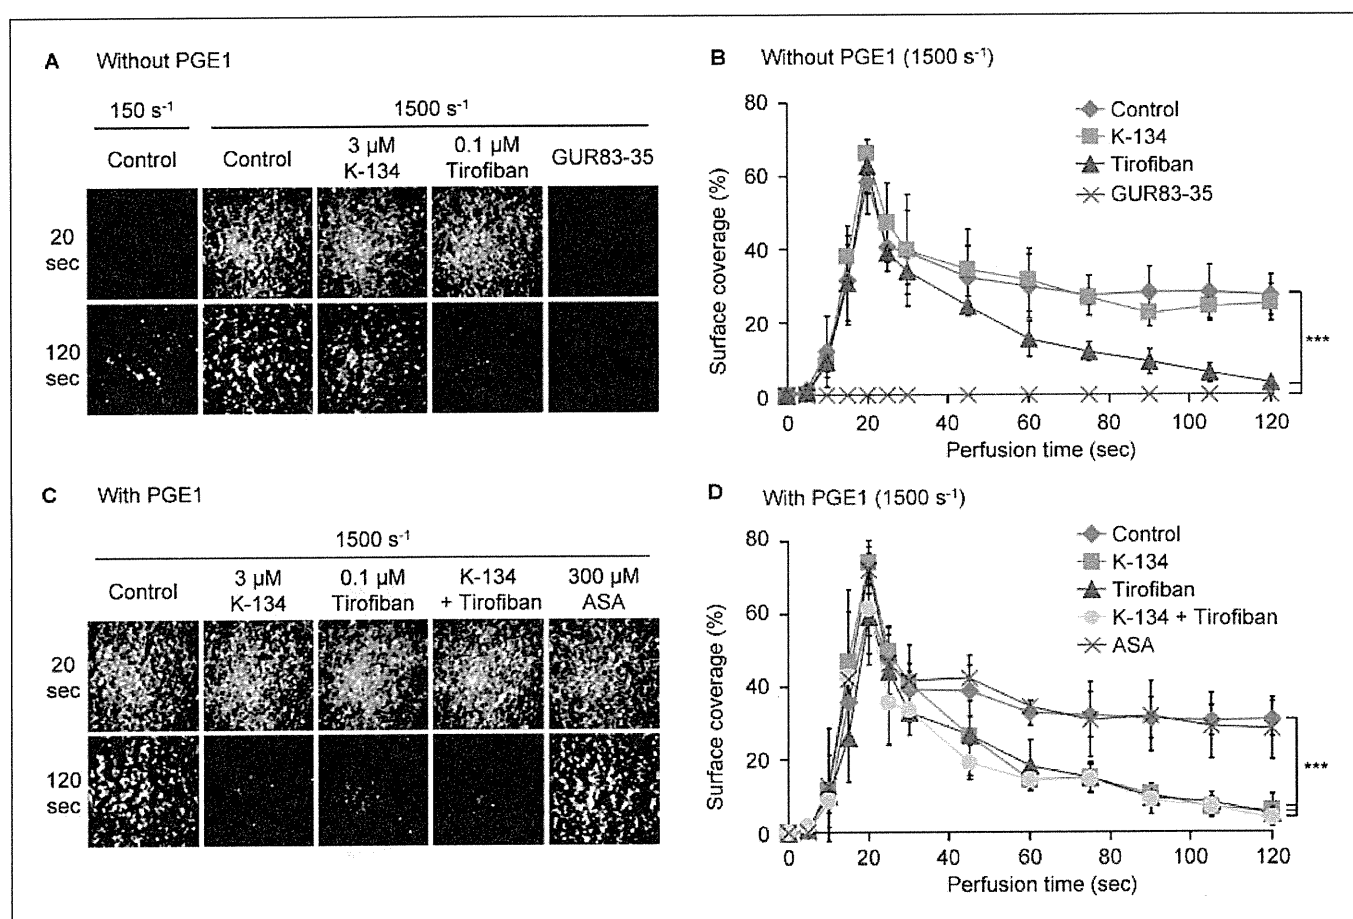 A Without PGE1
150 s-1 1500 s-1
Control Control 3 µM K-134 0.1 µM Tirofiban GUR83-35
20 sec
120 sec
B Without PGE1 (1500 s-1)
Surface coverage (%)
80
60
40
20
0
0 20 40 60 80 100 120
Perfusion time (sec)
Control
K-134
Tirofiban
GUR83-35
***
C With PGE1
1500 s-1
Control 3 µM K-134 0.1 µM Tirofiban K-134 + Tirofiban 300 µM ASA
20 sec
120 sec
D With PGE1 (1500 s-1)
Surface coverage (%)
80
60
40
20
0
0 20 40 60 80 100 120
Perfusion time (sec)
Control
K-134
Tirofiban
K-134 + Tirofiban
ASA
***